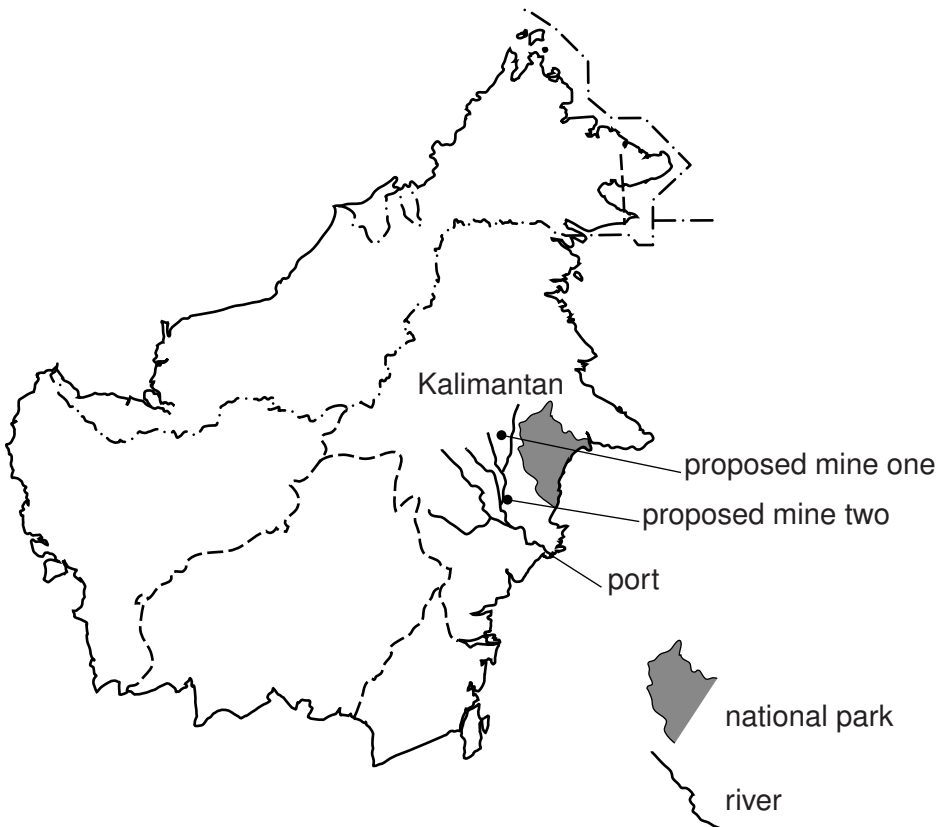 Kalimantan
proposed mine one
proposed mine two
port
national park
river